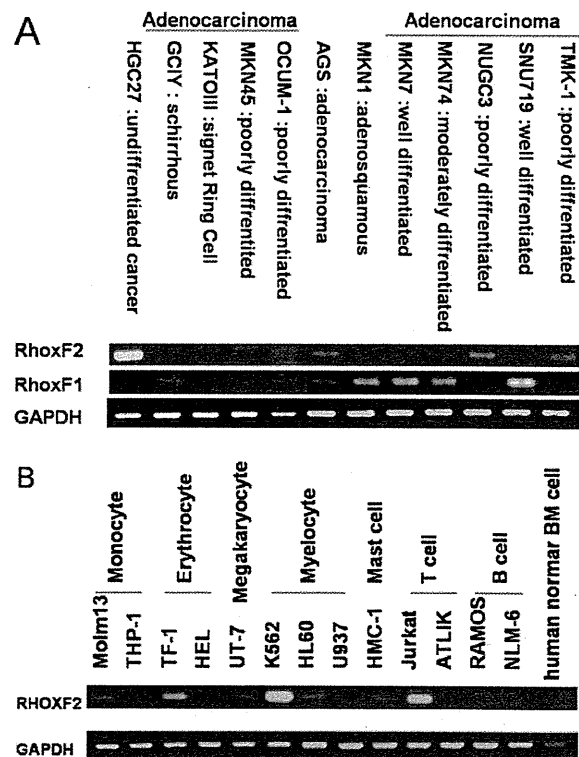 A
Adenocarcinoma
Adenocarcinoma
HGC27 :undiffrentiated cancer
GCIY : schirrhous
KATOIII : signet Ring Cell
MKN45 :poorly diffrentited
OCUM-1 :poorly diffrentiated
AGS :adenocarcinoma
MKN1 :adenosquamous
MKN7 :well diffrentiated
MKN74 :moderately diffrentiated
NUGC3 :poorly diffrentiated
SNU719 :well diffrentiated
TMK-1 :poorly diffrentiated
RhoxF2
RhoxF1
GAPDH
B
Monocyte
Erythrocyte
Megakaryocyte
Myelocyte
Mast cell
T cell
B cell
Molm13
THP-1
TF-1
HEL
UT-7
K562
HL60
U937
HMC-1
Jurkat
ATLIK
RAMOS
NLM-6
human normar BM cell
RHOXF2
GAPDH